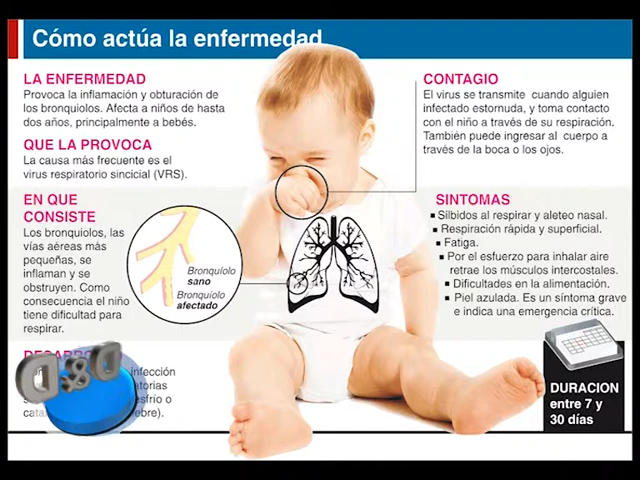 Cómo actúa la enfermedad
LA ENFERMEDAD
Provoca la inflamación y obturación de
los bronquiolos. Afecta a niños de hasta
dos años, principalmente a bebés.
QUE LA PROVOCA
La causa más frecuente es el
virus respiratorio sincicial (VRS).
EN QUE
CONSISTE
Los bronquiolos, las
vías aéreas más
pequeñas, se
inflaman y se
obstruyen. Como
consecuencia el niño
tiene dificultad para
respirar.
Bronquíolo
sano
Bronquíolo
afectado
infección
D&D
CONTAGIO
El virus se transmite cuando alguien
infectado estornuda, y toma contacto
con el niño a través de su respiración.
También puede ingresar al cuerpo a
través de la boca o los ojos.
SINTOMAS
Silbidos al respirar y aleteo nasal.
Respiración rápida y superficial.
Fatiga.
Por el esfuerzo para inhalar aire
retrae los músculos intercostales.
Dificultades en la alimentación.
Piel azulada. Es un síntoma grave
e indica una emergencia crítica.
DURACION
entre 7 y
30 días